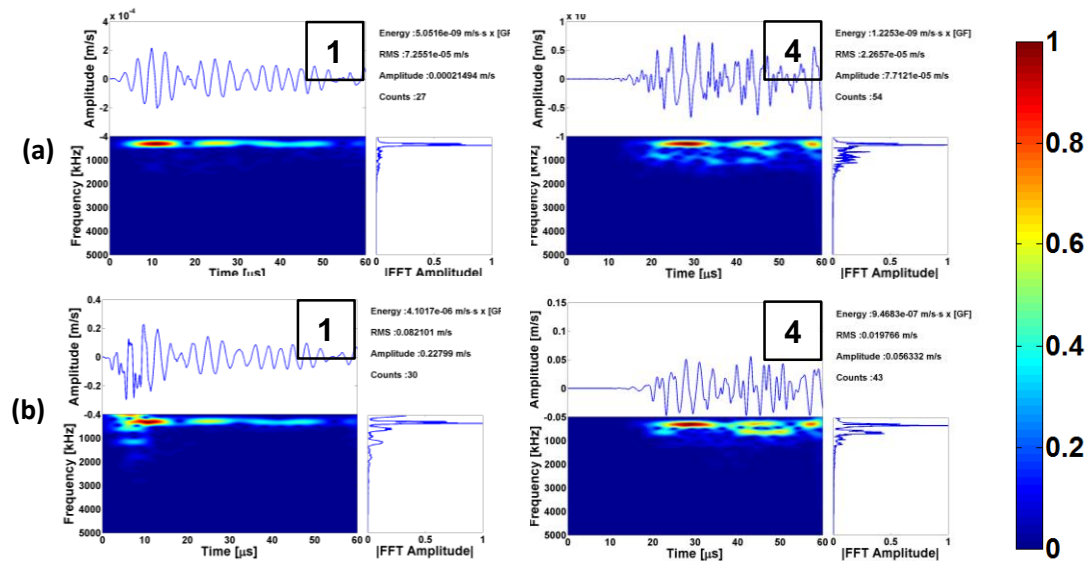 x 10⁻⁴
4
2
0
-2
-4
Amplitude [m/s]
1
Energy :5.0516e-09 m/s·s x [GF
RMS :7.2551e-05 m/s
Amplitude :0.00021494 m/s
Counts :27
(a)
Frequency [kHz]
1000
2000
3000
4000
5000
0 10 20 30 40 50 60
Time [µs]
0 0.5 1
|FFT Amplitude|
x 10
1
0
-1
Amplitude [m/s]
4
Energy :1.2253e-09 m/s·s x [GF]
RMS :2.2657e-05 m/s
Amplitude :7.7121e-05 m/s
Counts :54
Frequency [kHz]
1000
2000
3000
4000
5000
0 10 20 30 40 50 60
Time [µs]
0 0.5 1
|FFT Amplitude|
0.4
0.2
0
-0.2
-0.4
Amplitude [m/s]
1
Energy :4.1017e-06 m/s·s x [GF]
RMS :0.082101 m/s
Amplitude :0.22799 m/s
Counts :30
(b)
Frequency [kHz]
1000
2000
3000
4000
5000
0 10 20 30 40 50 60
Time [µs]
0 0.5 1
|FFT Amplitude|
0.15
0.1
0.05
0
-0.05
Amplitude [m/s]
4
Energy :9.4683e-07 m/s·s x [GF]
RMS :0.019766 m/s
Amplitude :0.056332 m/s
Counts :43
Frequency [kHz]
1000
2000
3000
4000
5000
0 10 20 30 40 50 60
Time [µs]
0 0.5 1
|FFT Amplitude|
1
0.8
0.6
0.4
0.2
0